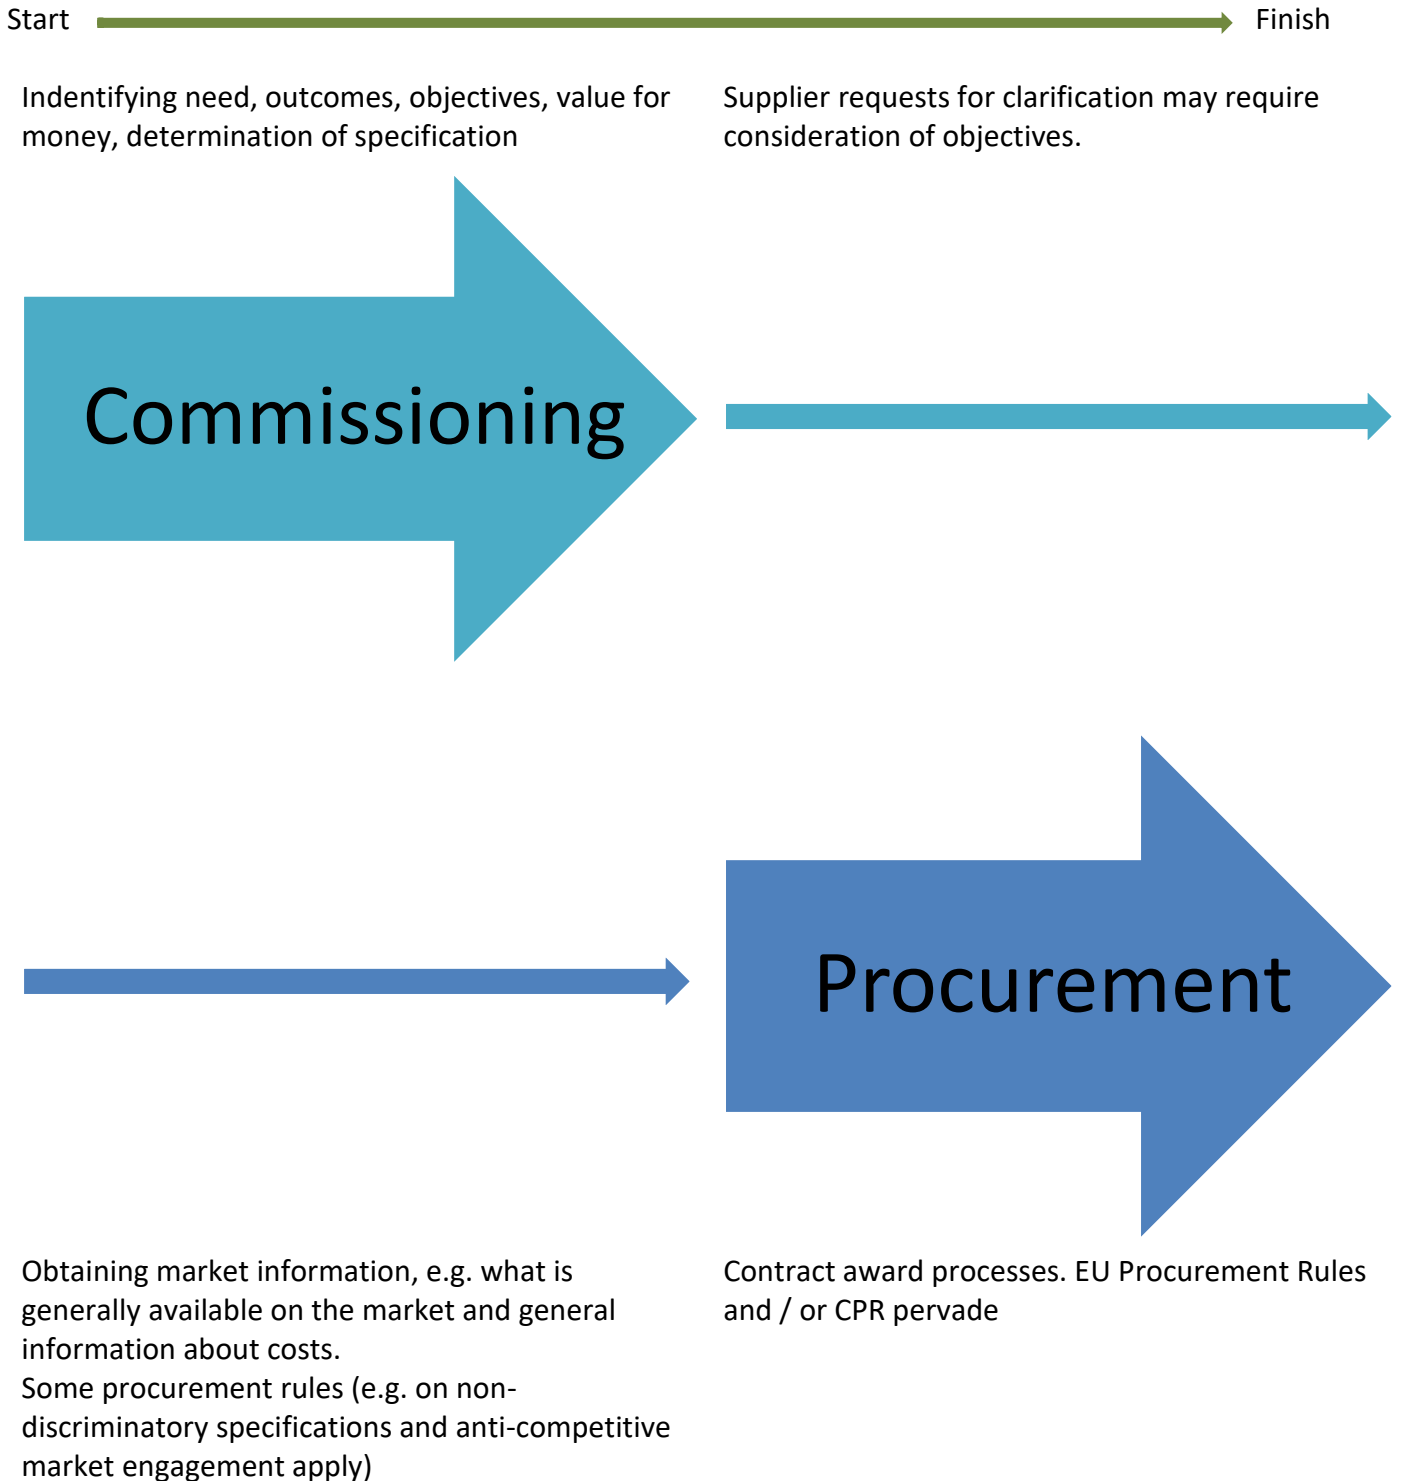 Start
Finish
Indentifying need, outcomes, objectives, value for
money, determination of specification
Supplier requests for clarification may require
consideration of objectives.
Commissioning
Procurement
Obtaining market information, e.g. what is
generally available on the market and general
information about costs.
Some procurement rules (e.g. on non-
discriminatory specifications and anti-competitive
market engagement apply)
Contract award processes. EU Procurement Rules
and / or CPR pervade